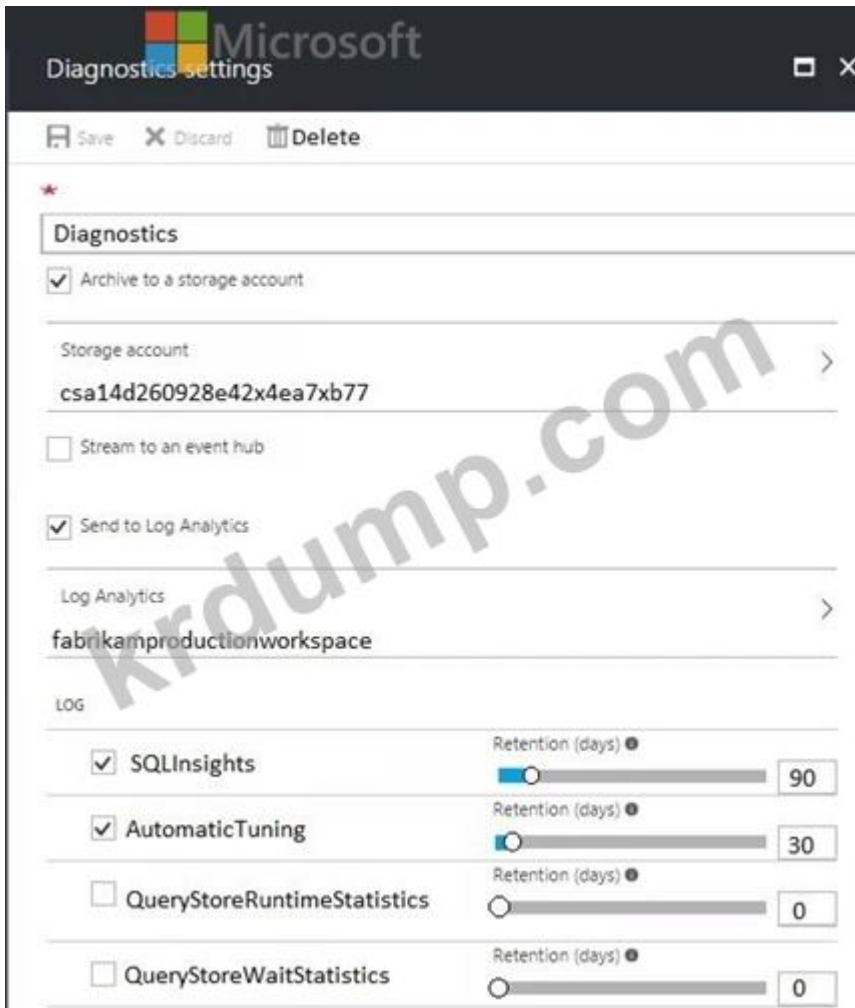 Microsoft
Diagnostics settings
Save Discard Delete
*
Diagnostics
Archive to a storage account
Storage account
csa14d260928e42x4ea7xb77
Stream to an event hub
Send to Log Analytics
Log Analytics
fabrikamproductionworkspace
krdump.com
LOG
Retention (days)
SQLInsights 90
Retention (days)
AutomaticTuning 30
Retention (days)
QueryStoreRuntimeStatistics 0
Retention (days)
QueryStoreWaitStatistics 0